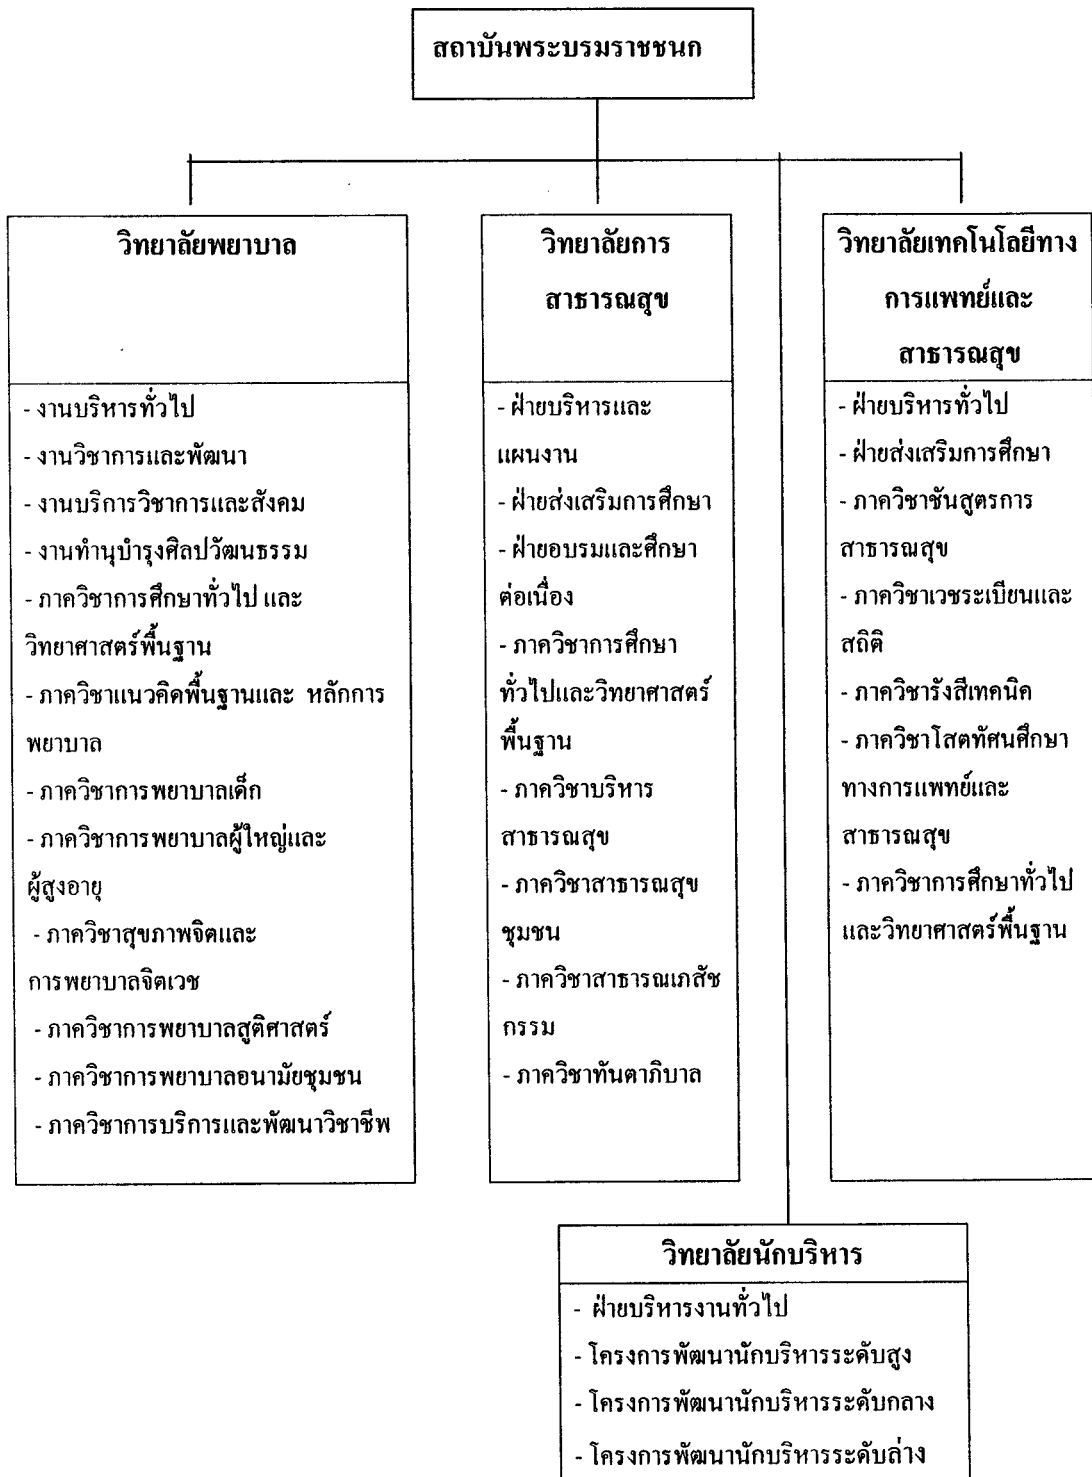 สถาบันพระบรมราชชนก
วิทยาลัยพยาบาล
- งานบริหารทั่วไป
- งานวิชาการและพัฒนา
- งานบริการวิชาการและสังคม
- งานทำนุบำรุงศิลปวัฒนธรรม
- ภาควิชาการศึกษาทั่วไป และ
วิทยาศาสตร์พื้นฐาน
- ภาควิชาแนวคิดพื้นฐานและ หลักการ
พยาบาล
- ภาควิชาการพยาบาลเด็ก
- ภาควิชาการพยาบาลผู้ใหญ่และ
ผู้สูงอายุ
- ภาควิชาสุขภาพจิตและ
การพยาบาลจิตเวช
- ภาควิชาการพยาบาลสูติศาสตร์
- ภาควิชาการพยาบาลอนามัยชุมชน
- ภาควิชาการบริการและพัฒนาวิชาชีพ
วิทยาลัยการ
สาธารณสุข
- ฝ่ายบริหารและ
แผนงาน
- ฝ่ายส่งเสริมการศึกษา
- ฝ่ายอบรมและศึกษา
ต่อเนื่อง
- ภาควิชาการศึกษา
ทั่วไปและวิทยาศาสตร์
พื้นฐาน
- ภาควิชาบริหาร
สาธารณสุข
- ภาควิชาสาธารณสุข
ชุมชน
- ภาควิชาสาธารณเภสัช
กรรม
- ภาควิชาทันตาภิบาล
วิทยาลัยเทคโนโลยีทาง
การแพทย์และ
สาธารณสุข
- ฝ่ายบริหารทั่วไป
- ฝ่ายส่งเสริมการศึกษา
- ภาควิชาชันสูตรการ
สาธารณสุข
- ภาควิชาเวชระเบียนและ
สถิติ
- ภาควิชารังสีเทคนิค
- ภาควิชาโสตทัศนศึกษา
ทางการแพทย์และ
สาธารณสุข
- ภาควิชาการศึกษาทั่วไป
และวิทยาศาสตร์พื้นฐาน
วิทยาลัยนักบริหาร
- ฝ่ายบริหารงานทั่วไป
- โครงการพัฒนานักบริหารระดับสูง
- โครงการพัฒนานักบริหารระดับกลาง
- โครงการพัฒนานักบริหารระดับล่าง